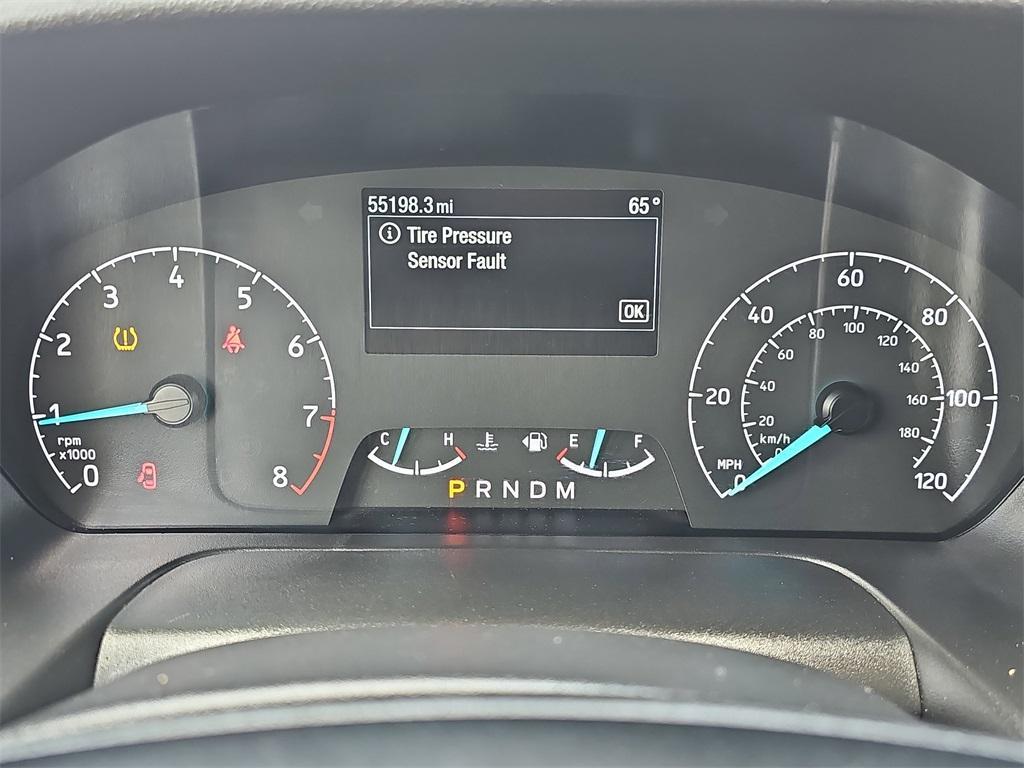 55198.3 mi 65°
Tire Pressure
Sensor Fault
OK
0 1 2 3 4 5 6 7 8
rpm
x1000
C H
E F
P R N D M
0 20 40 60 80 100 120
MPH
20 40 60 80 100 120 140 160 180
km/h